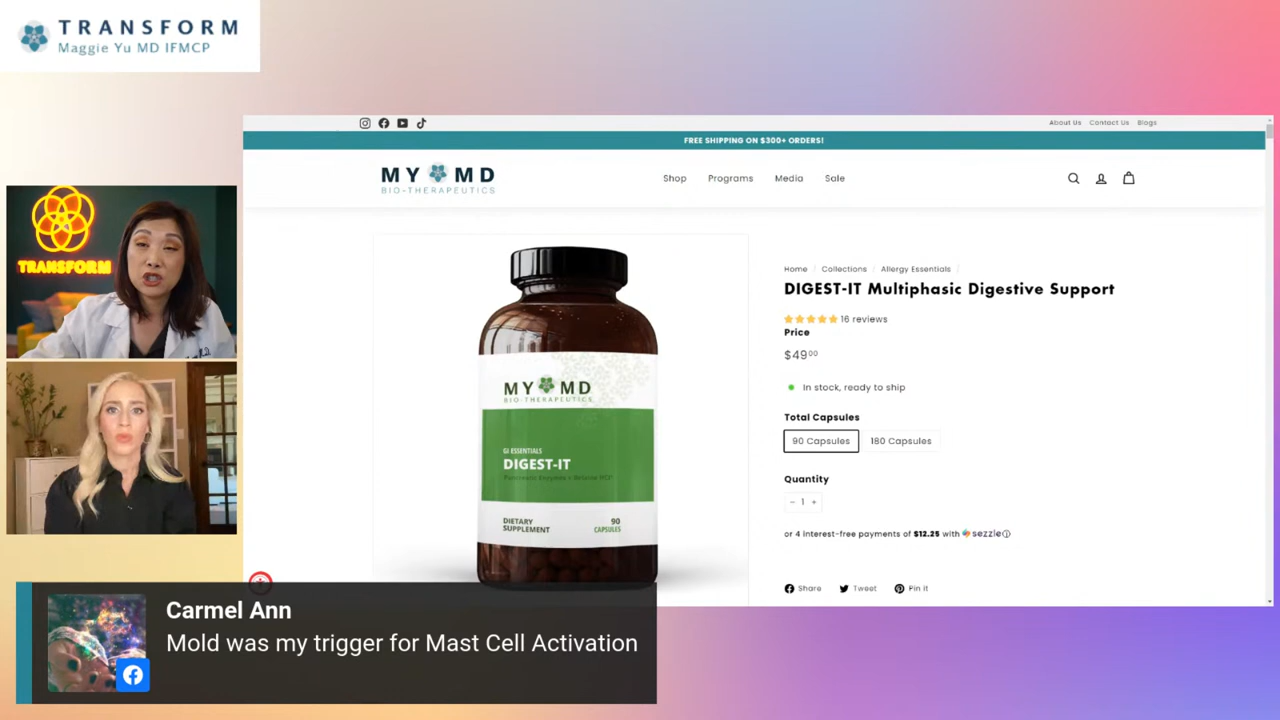 TRANSFORM
Maggie Yu MD IFMCP
About Us Contact Us Blogs
FREE SHIPPING ON $300+ ORDERS!
MY MD
BIO-THERAPEUTICS
Shop Programs Media Sale
TRANSFORM
MY MD
BIO-THERAPEUTICS
GI ESSENTIALS
DIGEST-IT
DIETARY
SUPPLEMENT
90
CAPSULES
Home / Collections / Allergy Essentials /
DIGEST-IT Multiphasic Digestive Support
16 reviews
Price
$4900
In stock, ready to ship
Total Capsules
90 Capsules 180 Capsules
Quantity
− 1 +
or 4 interest-free payments of $12.25 with sezzle
Share Tweet Pin it
Carmel Ann
Mold was my trigger for Mast Cell Activation